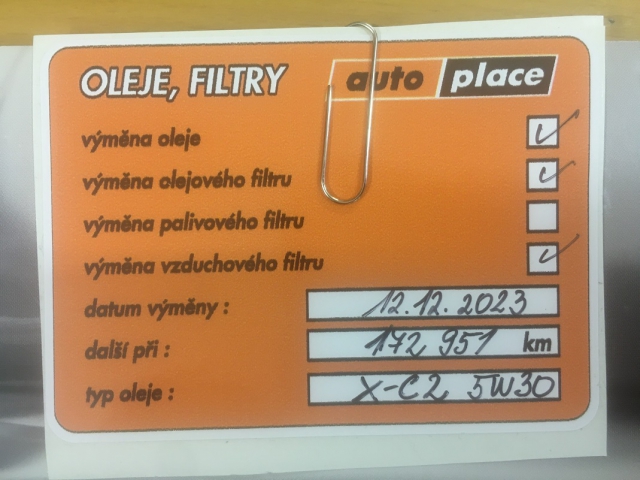 OLEJE, FILTRY auto place
výměna oleje
výměna olejového filtru
výměna palivového filtru
výměna vzduchového filtru
datum výměny : 12.12.2023
další při : 172 951 km
typ oleje : X-C2 5W30